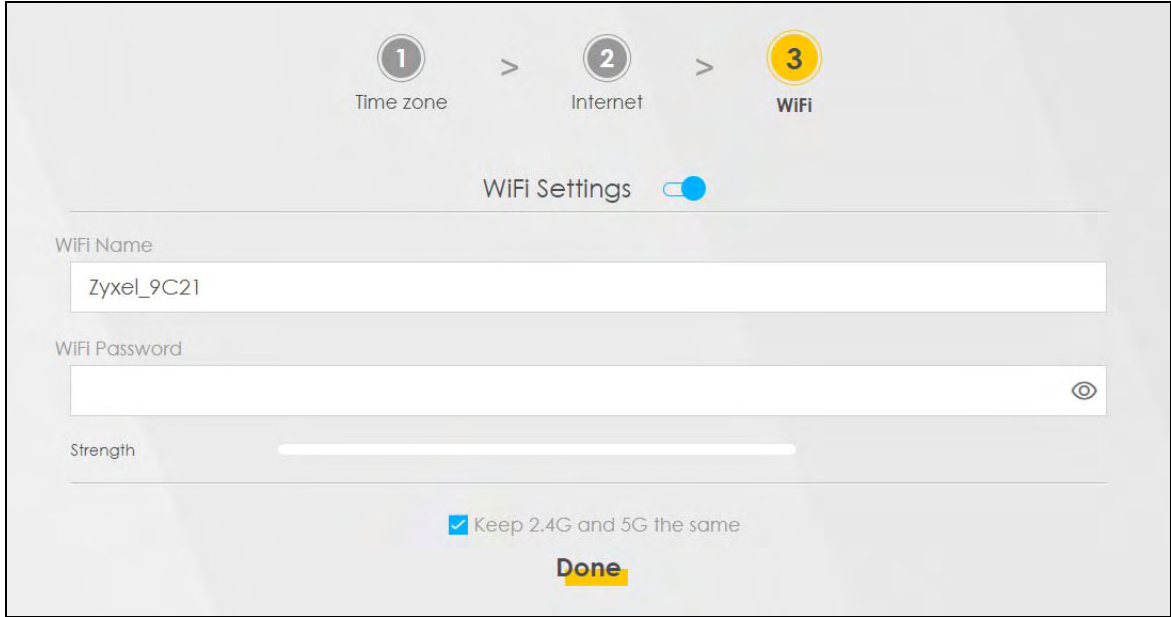 1 > 2 > 3
Time zone Internet WiFi
WiFi Settings
WiFi Name
Zyxel_9C21
WiFi Password
Strength
Keep 2.4G and 5G the same
Done